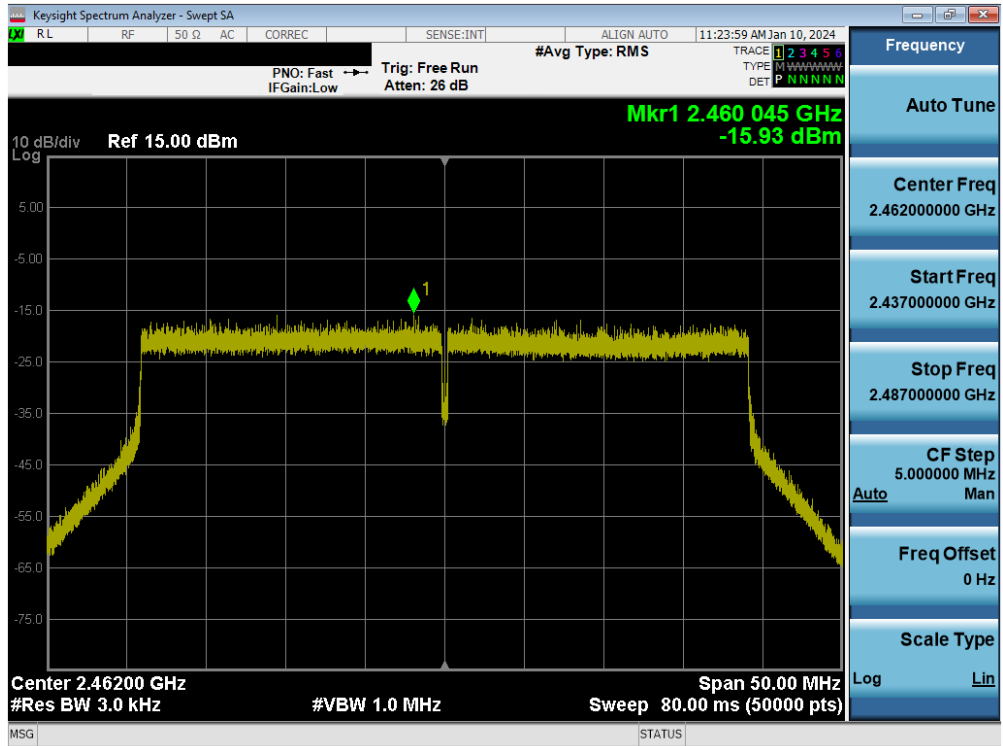 Keysight Spectrum Analyzer - Swept SA
LXI RL RF 50 Ω AC CORREC SENSE:INT ALIGN AUTO 11:23:59 AM Jan 10, 2024
PNO: Fast Trig: Free Run #Avg Type: RMS TRACE 1 2 3 4 5 6
IFGain:Low Atten: 26 dB TYPE M WWWWW
DET P N N N N N
Mkr1 2.460 045 GHz
-15.93 dBm
10 dB/div Ref 15.00 dBm
Log
5.00
-5.00
1
-15.0
-25.0
-35.0
-45.0
-55.0
-65.0
-75.0
Center 2.46200 GHz Span 50.00 MHz
#Res BW 3.0 kHz #VBW 1.0 MHz Sweep 80.00 ms (50000 pts)
MSG STATUS
Frequency
Auto Tune
Center Freq
2.462000000 GHz
Start Freq
2.437000000 GHz
Stop Freq
2.487000000 GHz
CF Step
5.000000 MHz
Auto Man
Freq Offset
0 Hz
Scale Type
Log Lin